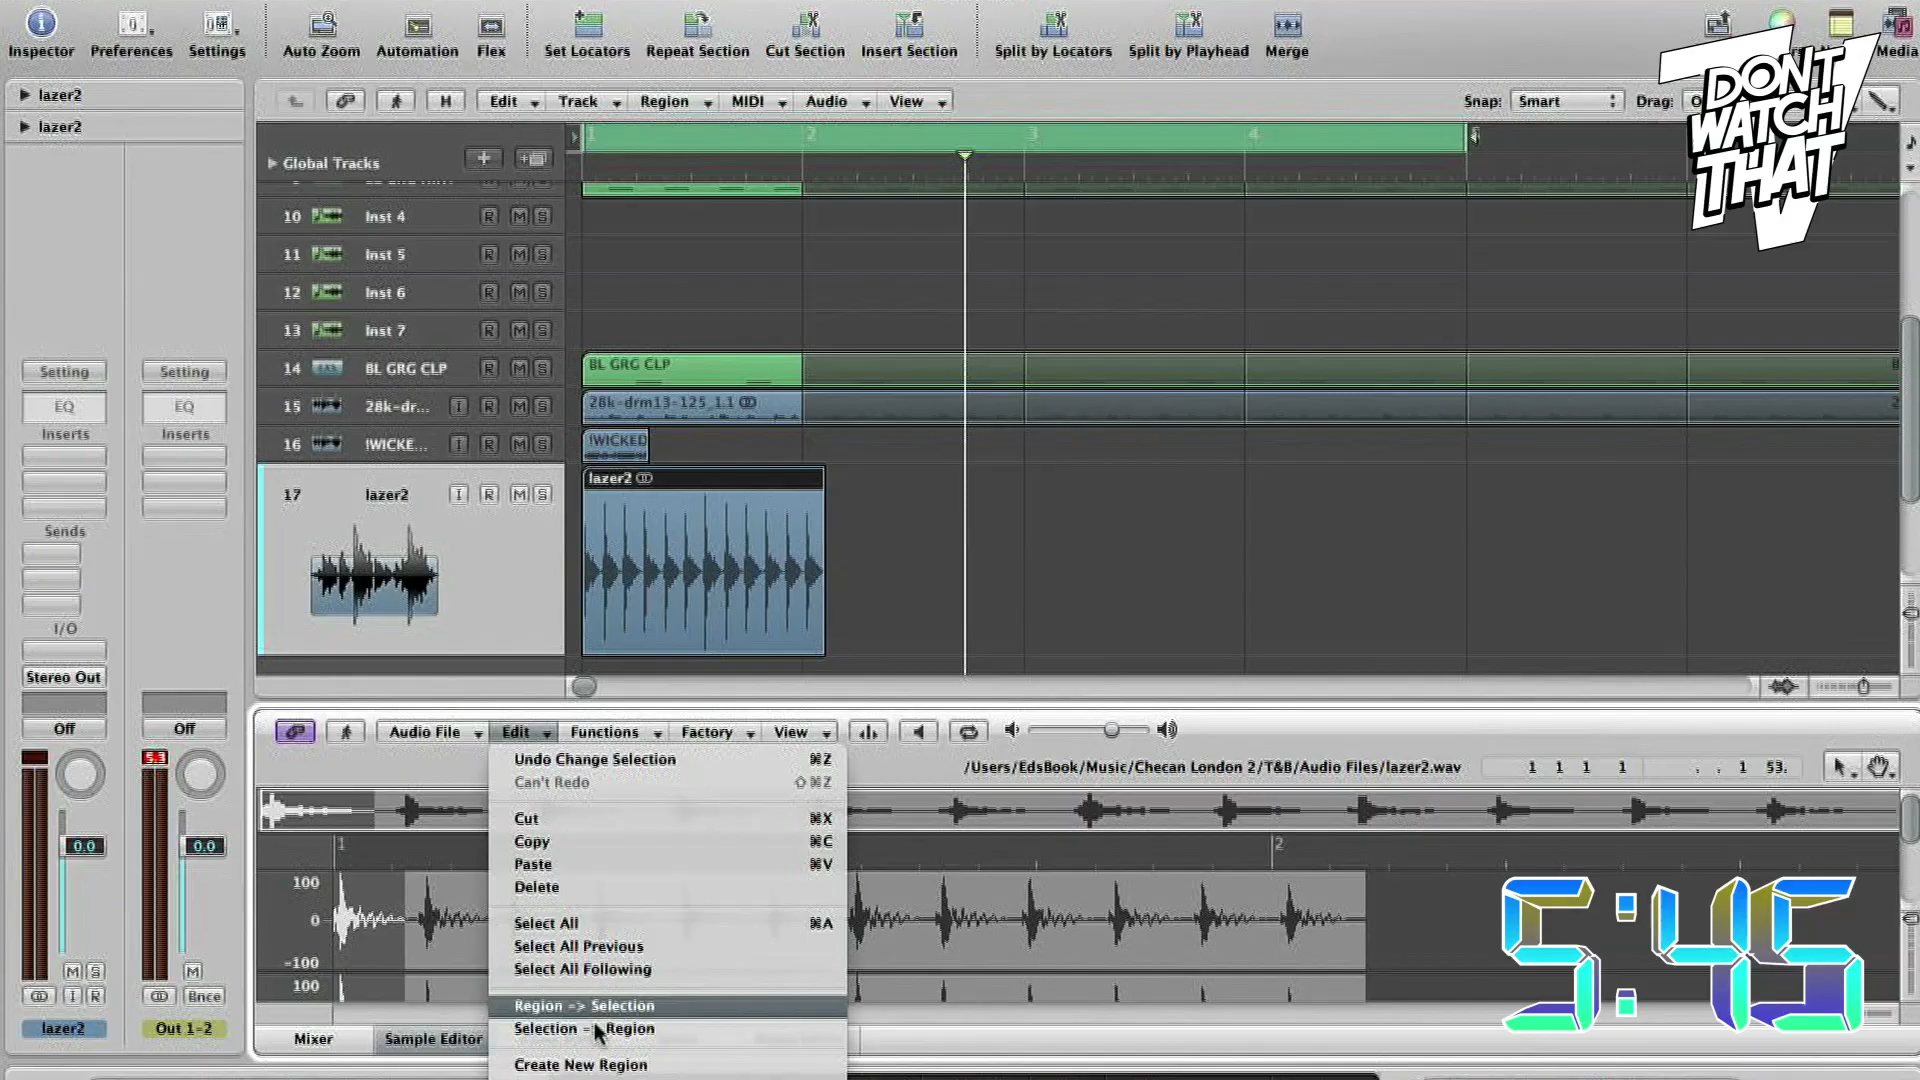 Inspector Preferences Settings Auto Zoom Automation Flex Set Locators Repeat Section Cut Section Insert Section Split by Locators Split by Playhead Merge Media
DONT
WATCH
THAT
lazer2
lazer2
H Edit Track Region MIDI Audio View Snap: Smart Drag:
Global Tracks
1 2 3 4
10 Inst 4 R M S
11 Inst 5 R M S
12 Inst 6 R M S
13 Inst 7 R M S
14 BL GRG CLP R M S BL GRG CLP
15 28k-dr... I R M S 28k-drm13-125_1.1
16 !WICKE... I R M S !WICKED
17 lazer2 I R M S lazer2
Setting Setting
EQ EQ
Inserts Inserts
Sends
I/O
Stereo Out
Off Off
5.3
0.0 0.0
M S M
I R Bnce
lazer2 Out 1-2
Audio File Edit Functions Factory View
/Users/EdsBook/Music/Checan London 2/T&B/Audio Files/lazer2.wav 1 1 1 1 . . 1 53.
Undo Change Selection ⌘Z
Can't Redo ⇧⌘Z
Cut ⌘X
Copy ⌘C
Paste ⌘V
Delete
Select All ⌘A
Select All Previous
Select All Following
Region => Selection
Selection => Region
Create New Region
1 2
100
0
-100
100
5:45
Mixer Sample Editor